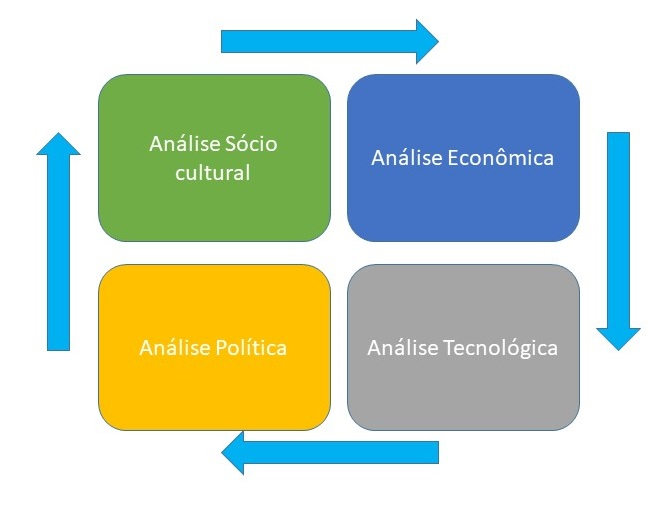 Análise Sócio
cultural
Análise Econômica
Análise Política
Análise Tecnológica